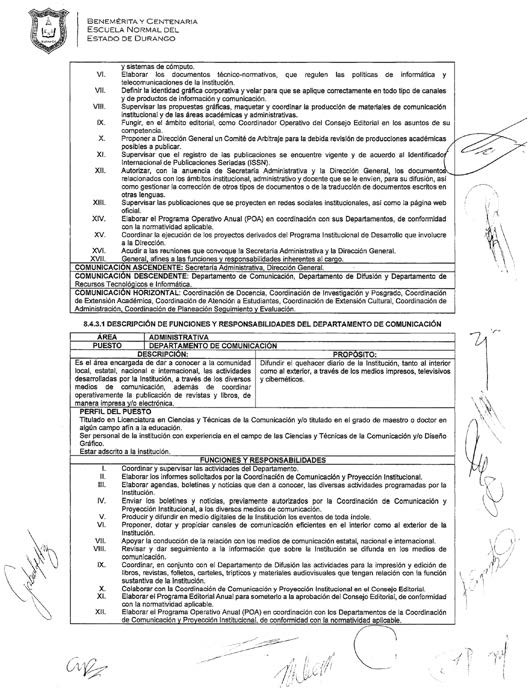 BENEMÉRITA Y CENTENARIA
ESCUELA NORMAL DEL
ESTADO DE DURANGO
y sistemas de cómputo.
VI. Elaborar los documentos técnico-normativos, que regulen las políticas de informática y
telecomunicaciones de la Institución.
VII. Definir la identidad gráfica corporativa y velar para que se aplique correctamente en todo tipo de canales
y de productos de información y comunicación.
VIII. Supervisar las propuestas gráficas, maquetar y coordinar la producción de materiales de comunicación
institucional y de las áreas académicas y administrativas.
IX. Fungir, en el ámbito editorial, como Coordinador Operativo del Consejo Editorial en los asuntos de su
competencia.
X. Proponer a Dirección General un Comité de Arbitraje para la debida revisión de producciones académicas
posibles a publicar.
XI. Supervisar que el registro de las publicaciones se encuentre vigente y de acuerdo al Identificador
Internacional de Publicaciones Seriadas (ISSN).
XII. Autorizar, con la anuencia de Secretaría Administrativa y la Dirección General, los documentos
relacionados con los ámbitos institucional, administrativo y docente que se le envíen, para su difusión, así
como gestionar la corrección de otros tipos de documentos o de la traducción de documentos escritos en
otras lenguas.
XIII. Supervisar las publicaciones que se proyecten en redes sociales institucionales, así como la página web
oficial.
XIV. Elaborar el Programa Operativo Anual (POA) en coordinación con sus Departamentos, de conformidad
con la normatividad aplicable.
XV. Coordinar la ejecución de los proyectos derivados del Programa Institucional de Desarrollo que involucre
a la Dirección.
XVI. Acudir a las reuniones que convoque la Secretaría Administrativa y la Dirección General.
XVII. General, afines a las funciones y responsabilidades inherentes al cargo.
COMUNICACIÓN ASCENDENTE: Secretaría Administrativa, Dirección General.
COMUNICACIÓN DESCENDENTE: Departamento de Comunicación, Departamento de Difusión y Departamento de
Recursos Tecnológicos e Informática.
COMUNICACIÓN HORIZONTAL: Coordinación de Docencia, Coordinación de Investigación y Posgrado, Coordinación
de Extensión Académica, Coordinación de Atención a Estudiantes, Coordinación de Extensión Cultural, Coordinación de
Administración, Coordinación de Planeación Seguimiento y Evaluación.
8.4.3.1 DESCRIPCIÓN DE FUNCIONES Y RESPONSABILIDADES DEL DEPARTAMENTO DE COMUNICACIÓN
ÁREA ADMINISTRATIVA
PUESTO DEPARTAMENTO DE COMUNICACIÓN
DESCRIPCIÓN:
Es el área encargada de dar a conocer a la comunidad
local, estatal, nacional e internacional, las actividades
desarrolladas por la Institución, a través de los diversos
medios de comunicación, además de coordinar
operativamente la publicación de revistas y libros, de
manera impresa y/o electrónica.
PROPÓSITO:
Difundir el quehacer diario de la Institución, tanto al interior
como al exterior, a través de los medios impresos, televisivos
y cibernéticos.
PERFIL DEL PUESTO
Titulado en Licenciatura en Ciencias y Técnicas de la Comunicación y/o titulado en el grado de maestro o doctor en
algún campo afín a la educación.
Ser personal de la institución con experiencia en el campo de las Ciencias y Técnicas de la Comunicación y/o Diseño
Gráfico.
Estar adscrito a la institución.
FUNCIONES Y RESPONSABILIDADES
I. Coordinar y supervisar las actividades del Departamento.
II. Elaborar los informes solicitados por la Coordinación de Comunicación y Proyección Institucional.
III. Elaborar agendas, boletines y noticias que dan a conocer, las diversas actividades programadas por la
Institución.
IV. Enviar los boletines y noticias, previamente autorizados por la Coordinación de Comunicación y
Proyección Institucional, a los diversos medios de comunicación.
V. Producir y difundir en medio digitales de la Institución los eventos de toda índole.
VI. Proponer, dotar y propiciar canales de comunicación eficientes en el interior como al exterior de la
Institución.
VII. Apoyar la conducción de la relación con los medios de comunicación estatal, nacional e internacional.
VIII. Revisar y dar seguimiento a la información que sobre la Institución se difunda en los medios de
comunicación.
IX. Coordinar, en conjunto con el Departamento de Difusión las actividades para la impresión y edición de
libros, revistas, folletos, carteles, trípticos y materiales audiovisuales que tengan relación con la función
sustantiva de la Institución.
X. Colaborar con la Coordinación de Comunicación y Proyección Institucional en el Consejo Editorial.
XI. Elaborar el Programa Editorial Anual para someterlo a la aprobación del Consejo Editorial, de conformidad
con la normatividad aplicable.
XII. Elaborar el Programa Operativo Anual (POA) en coordinación con los Departamentos de la Coordinación
de Comunicación y Proyección Institucional, de conformidad con la normatividad aplicable.